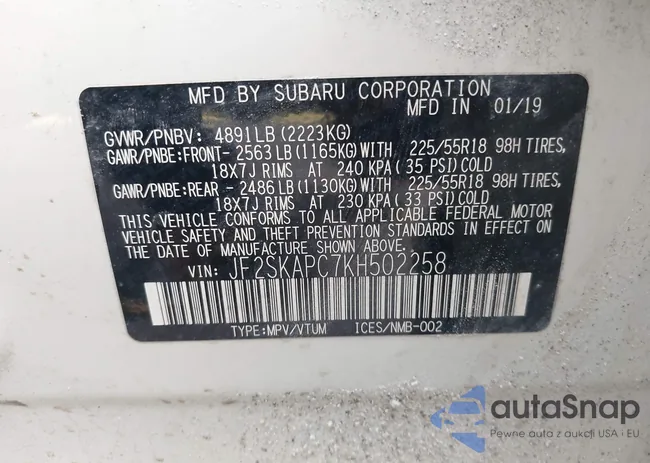 MFD BY SUBARU CORPORATION
MFD IN 01/19
GVWR/PNBV: 4891LB (2223KG)
GAWR/PNBE:FRONT- 2563LB (1165KG) WITH 225/55R18 98H TIRES,
18X7J RIMS AT 240 KPA (35 PSI) COLD
GAWR/PNBE:REAR - 2486LB (1130KG) WITH 225/55R18 98H TIRES,
18X7J RIMS AT 230 KPA (33 PSI) COLD
THIS VEHICLE CONFORMS TO ALL APPLICABLE FEDERAL MOTOR
VEHICLE SAFETY AND THEFT PREVENTION STANDARDS IN EFFECT ON
THE DATE OF MANUFACTURE SHOWN ABOVE.
VIN: JF2SKAPC7KH502258
TYPE:MPV/VTUM ICES/NMB-002
autaSnap
Pewne auta z aukcji USA i EU